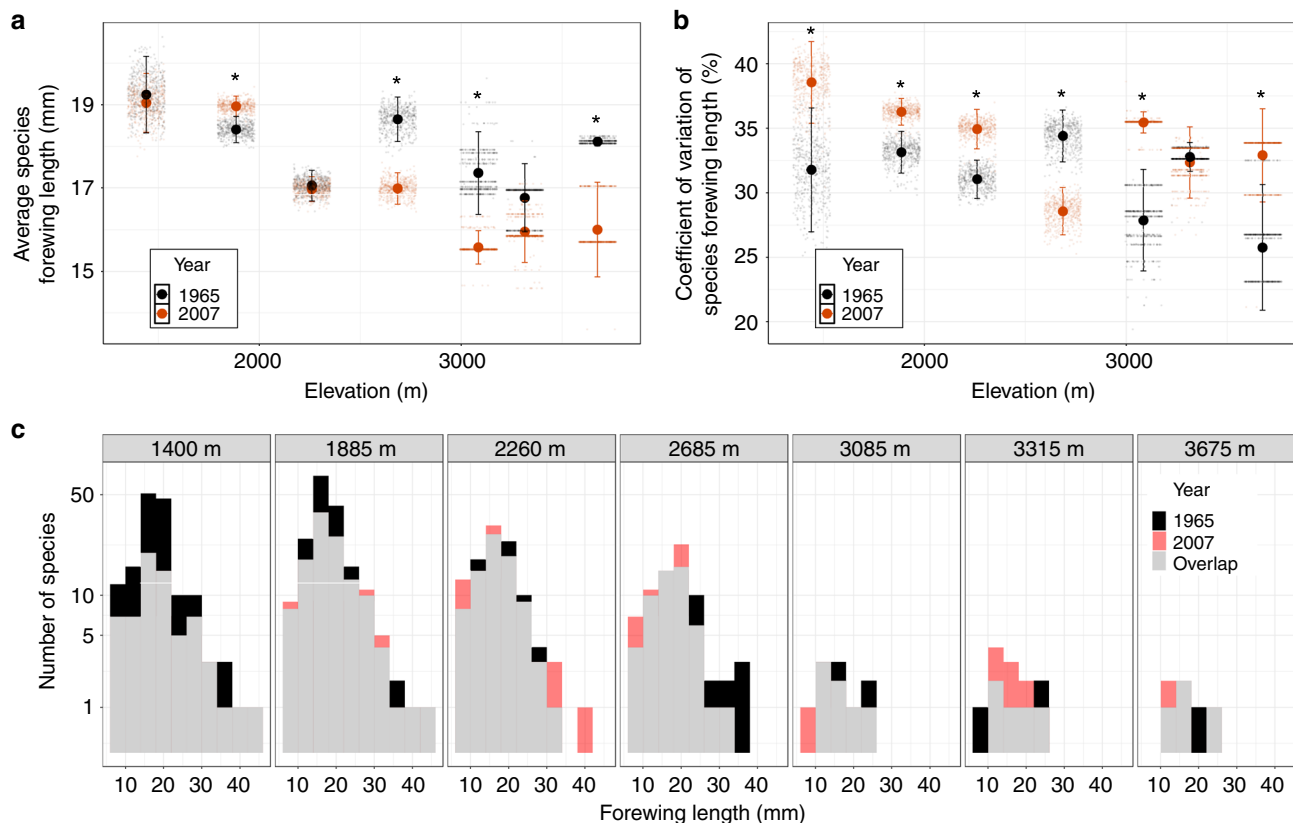 a
Average species
forewing length (mm)
19
17
15
*
*
*
*
Year
1965
2007
2000
3000
Elevation (m)
b
Coefficient of variation of
species forewing length (%)
40
35
30
25
20
*
*
*
*
*
*
Year
1965
2007
2000
3000
Elevation (m)
c
1400 m
1885 m
2260 m
2685 m
3085 m
3315 m
3675 m
Number of species
50
10
5
1
Year
1965
2007
Overlap
10 20 30 40
10 20 30 40
10 20 30 40
10 20 30 40
10 20 30 40
10 20 30 40
10 20 30 40
Forewing length (mm)